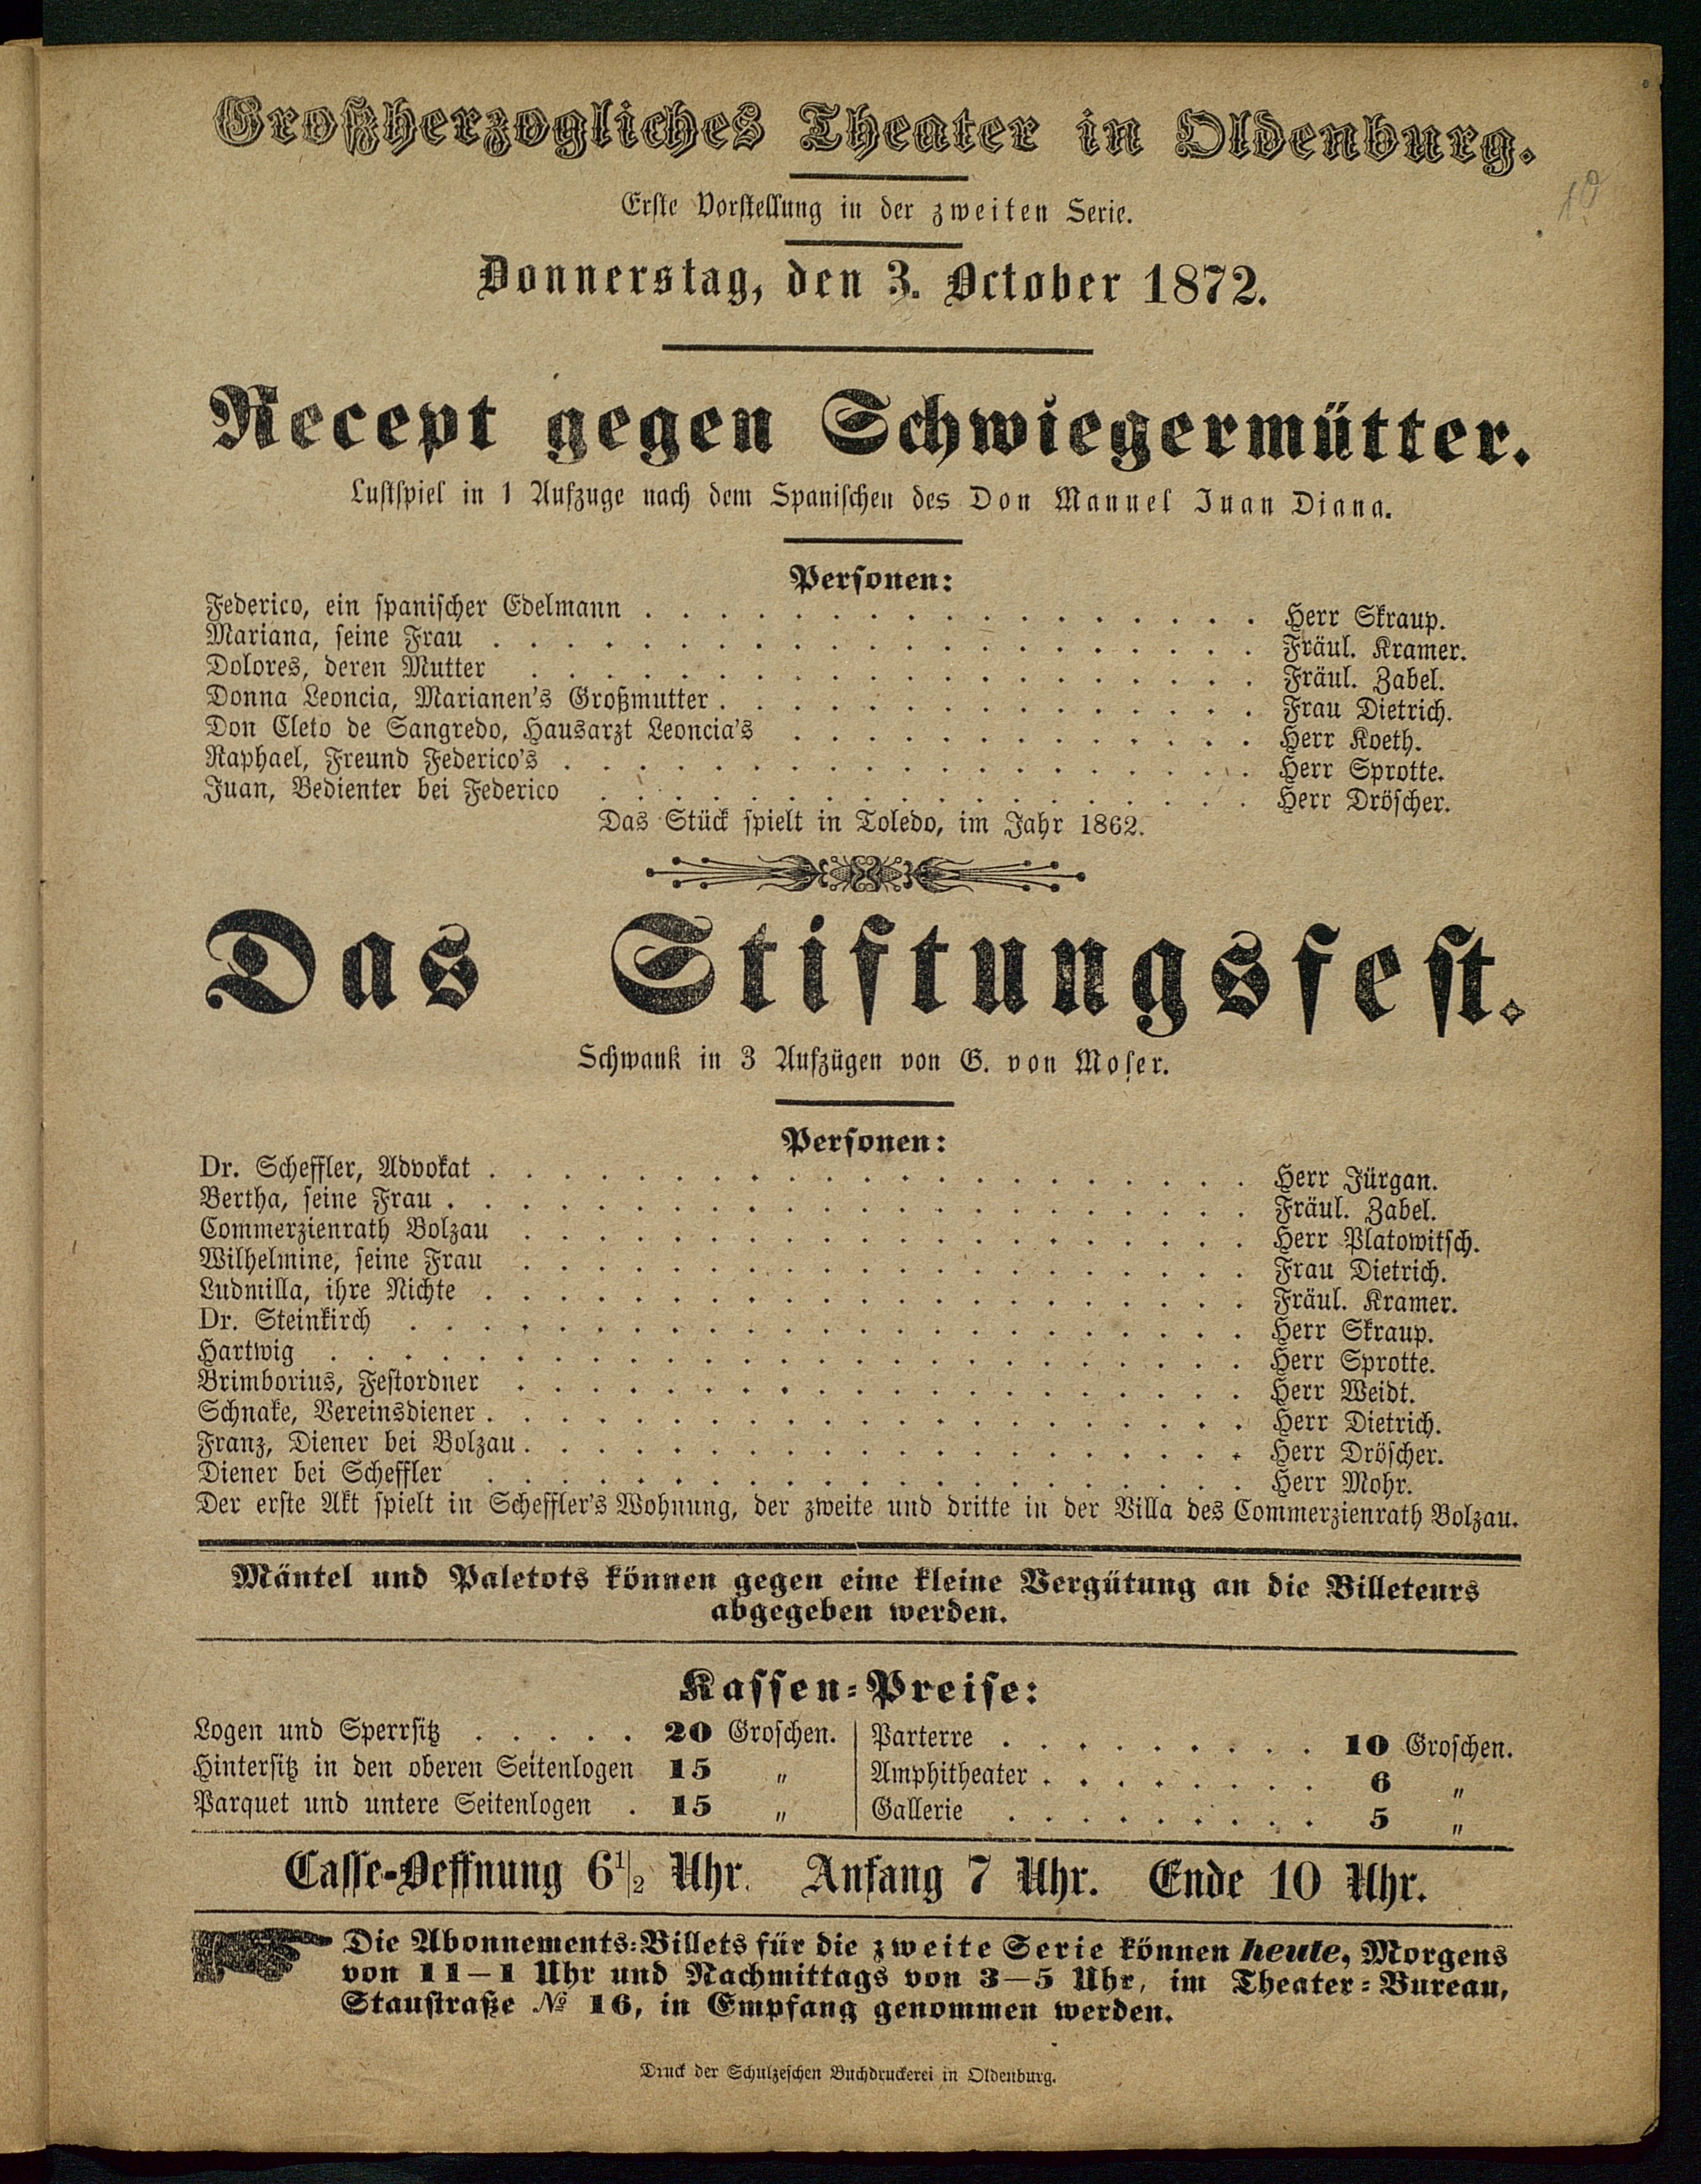 Großherzogliches Theater in Oldenburg.
10
Erste Vorstellung in der zweiten Serie.
Donnerstag, den 3. October 1872.
Recept gegen Schwiegermütter.
Lustspiel in 1 Aufzuge nach dem Spanischen des Don Manuel Juan Diana.
Personen:
Federico, ein spanischer Edelmann . . . . . . . . . . . . . . . . . Herr Skraup.
Mariana, seine Frau . . . . . . . . . . . . . . . . . . . . . Fräul. Kramer.
Dolores, deren Mutter . . . . . . . . . . . . . . . . . . . . Fräul. Zabel.
Donna Leoncia, Marianen's Großmutter . . . . . . . . . . . . . . . Frau Dietrich.
Don Cleto de Sangredo, Hausarzt Leoncia's . . . . . . . . . . . . . Herr Koeth.
Raphael, Freund Federico's . . . . . . . . . . . . . . . . . . . Herr Sprotte.
Juan, Bedienter bei Federico . . . . . . . . . . . . . . . . . . Herr Dröscher.
Das Stück spielt in Toledo, im Jahr 1862.
Das Stiftungsfest.
Schwank in 3 Aufzügen von G. von Moser.
Personen:
Dr. Scheffler, Advokat . . . . . . . . . . . . . . . . . . . . . Herr Jürgan.
Bertha, seine Frau . . . . . . . . . . . . . . . . . . . . . . Fräul. Zabel.
Commerzienrath Bolzau . . . . . . . . . . . . . . . . . . . . Herr Platowitsch.
Wilhelmine, seine Frau . . . . . . . . . . . . . . . . . . . . Frau Dietrich.
Ludmilla, ihre Nichte . . . . . . . . . . . . . . . . . . . . . Fräul. Kramer.
Dr. Steinkirch . . . . . . . . . . . . . . . . . . . . . . . Herr Skraup.
Hartwig . . . . . . . . . . . . . . . . . . . . . . . . . Herr Sprotte.
Brimborius, Festordner . . . . . . . . . . . . . . . . . . . . Herr Weidt.
Schnake, Vereinsdiener . . . . . . . . . . . . . . . . . . . . . Herr Dietrich.
Franz, Diener bei Bolzau . . . . . . . . . . . . . . . . . . . . Herr Dröscher.
Diener bei Scheffler . . . . . . . . . . . . . . . . . . . . . Herr Mohr.
Der erste Akt spielt in Scheffler's Wohnung, der zweite und dritte in der Villa des Commerzienrath Bolzau.
Mäntel und Paletots können gegen eine kleine Vergütung an die Billeteurs
abgegeben werden.
Kassen-Preise:
Logen und Sperrsitz . . . . . 20 Groschen.
Hintersitz in den oberen Seitenlogen 15 "
Parquet und untere Seitenlogen . 15 "
Parterre . . . . . . . . . 10 Groschen.
Amphitheater . . . . . . . . 6 "
Gallerie . . . . . . . . . 5 "
Casse-Oeffnung 6 1/2 Uhr. Anfang 7 Uhr. Ende 10 Uhr.
Die Abonnements-Billets für die zweite Serie können heute, Morgens
von 11–1 Uhr und Nachmittags von 3–5 Uhr, im Theater-Bureau,
Staustraße № 16, in Empfang genommen werden.
Druck der Schulzeschen Buchdruckerei in Oldenburg.